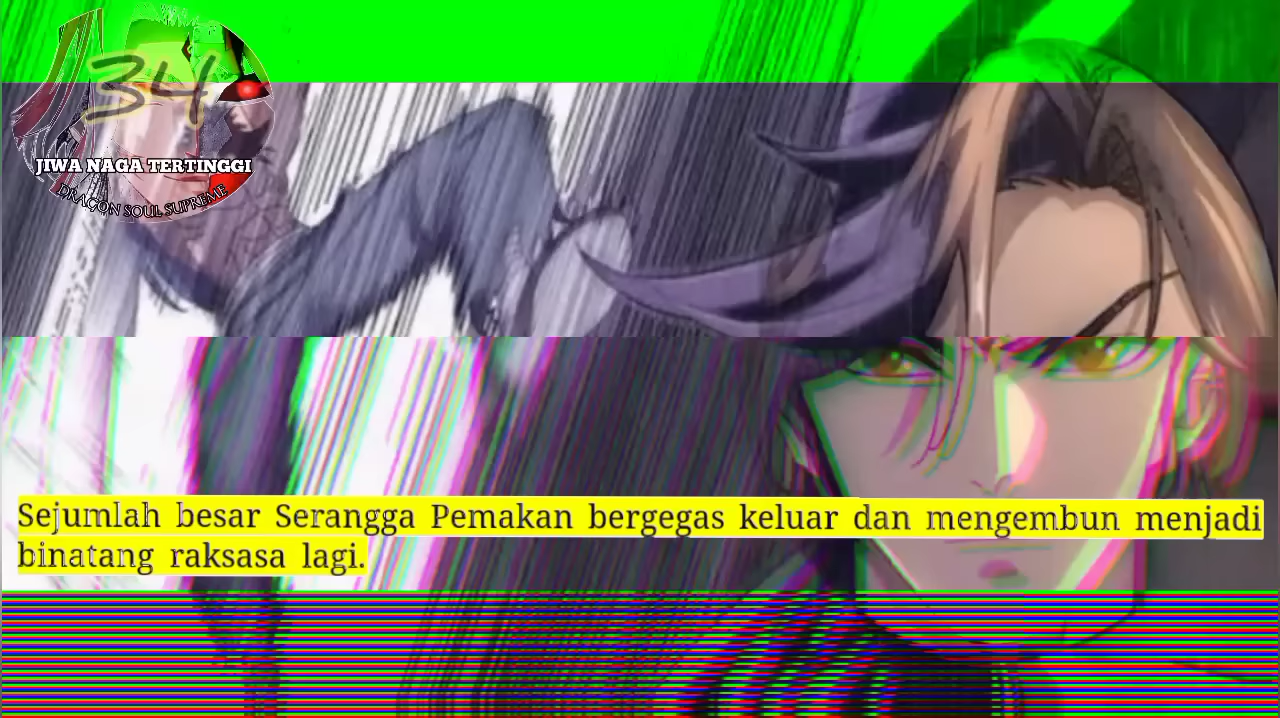 34
JIWA NAGA TERTINGGI
DRAGON SOUL SUPREME
Sejumlah besar Serangga Pemakan bergegas keluar dan mengembun menjadi
binatang raksasa lagi.